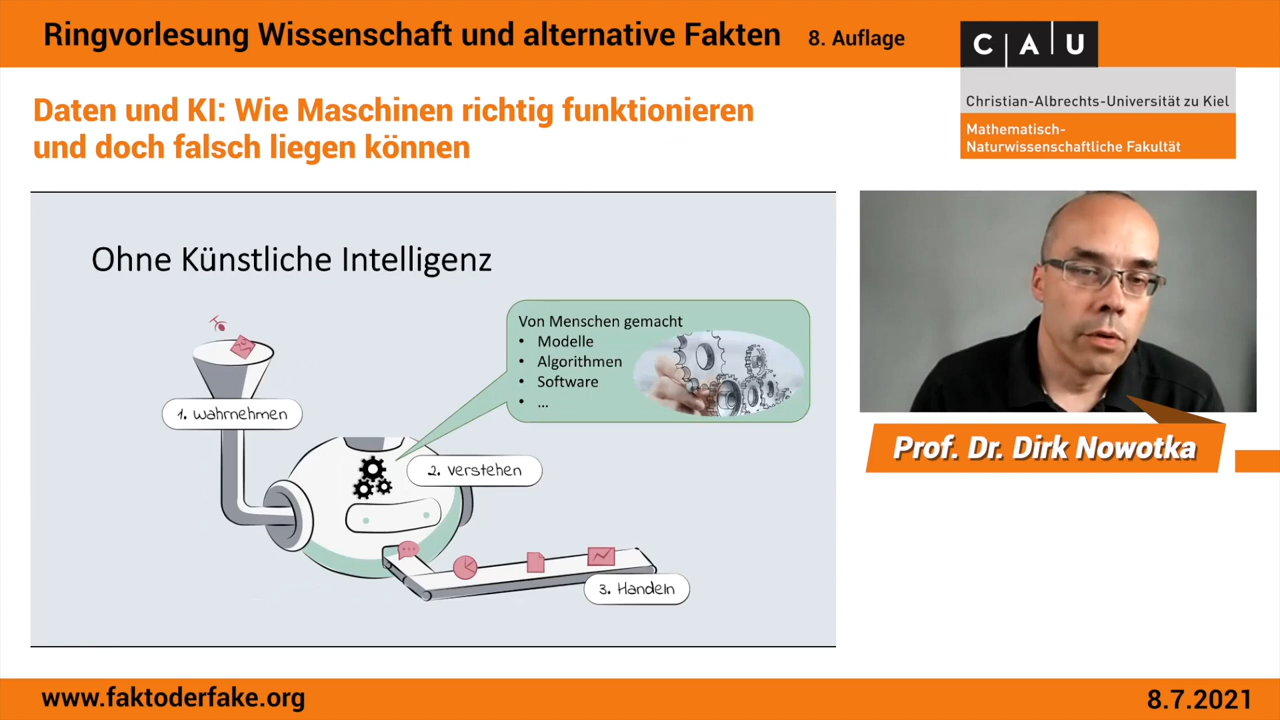 Ringvorlesung Wissenschaft und alternative Fakten 8. Auflage
C A U
Christian-Albrechts-Universität zu Kiel
Mathematisch-
Naturwissenschaftliche Fakultät
Daten und KI: Wie Maschinen richtig funktionieren
und doch falsch liegen können
Ohne Künstliche Intelligenz
Von Menschen gemacht
• Modelle
• Algorithmen
• Software
• ...
1. Wahrnehmen
2. Verstehen
3. Handeln
Prof. Dr. Dirk Nowotka
www.faktoderfake.org
8.7.2021